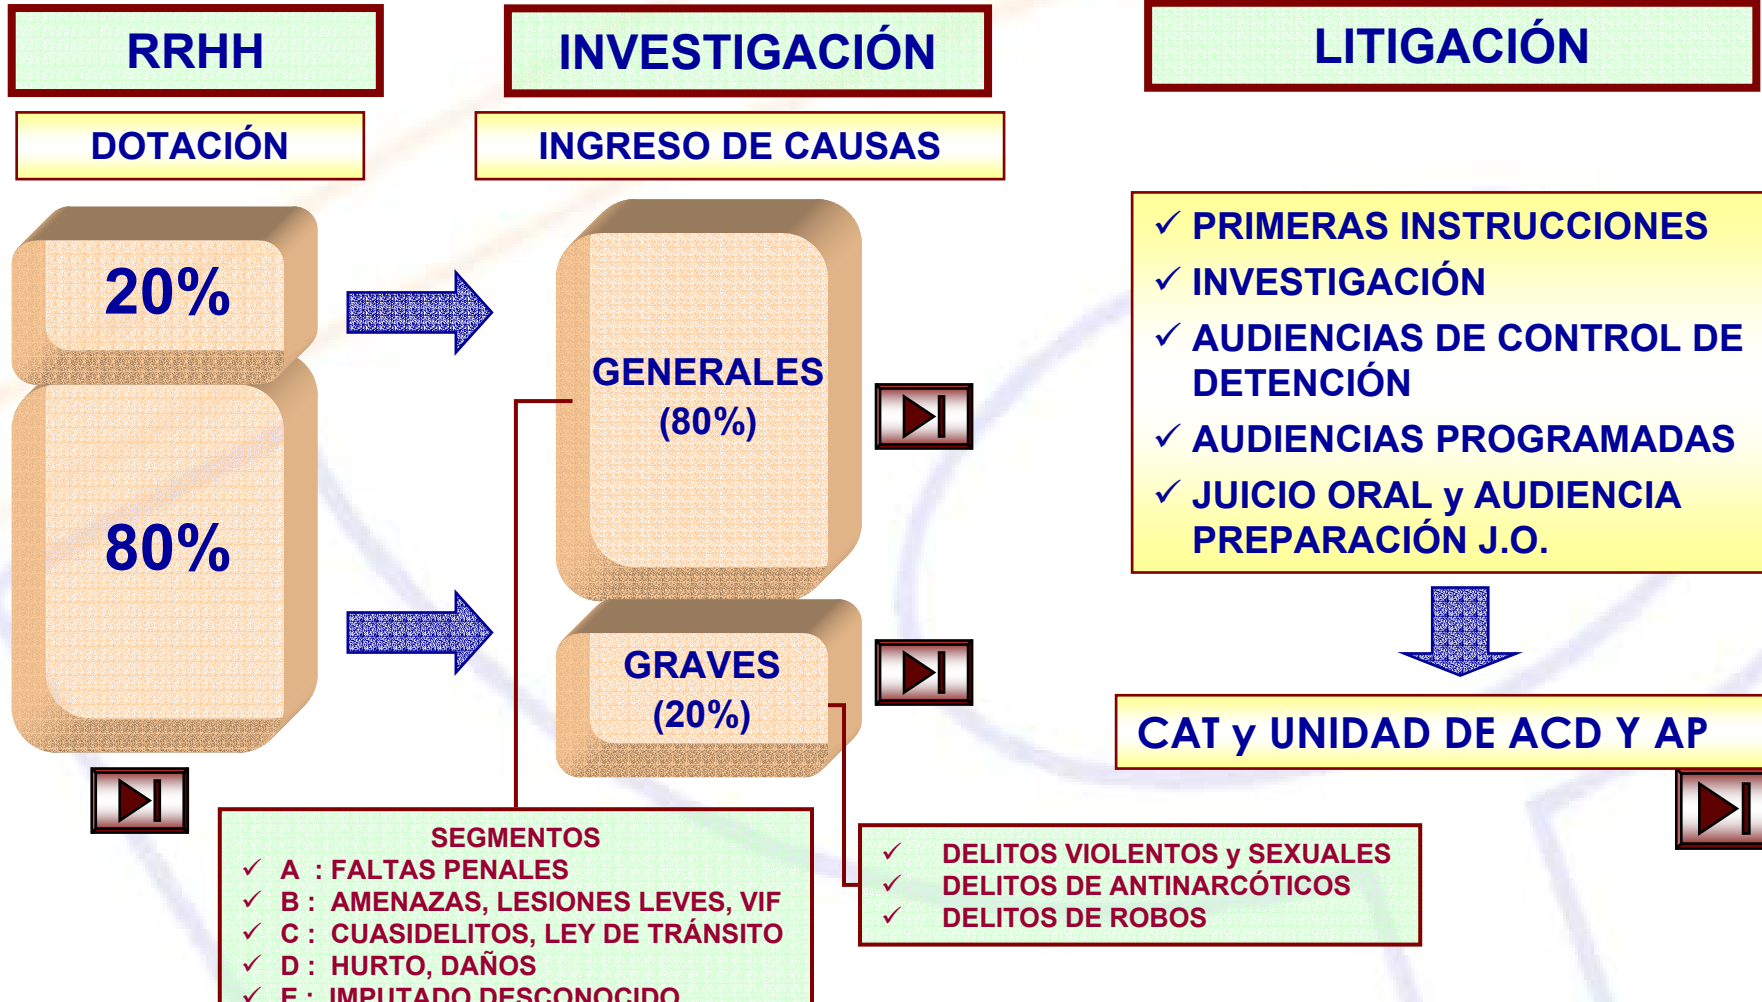 RRHH
INVESTIGACIÓN
LITIGACIÓN
DOTACIÓN
INGRESO DE CAUSAS
20%
80%
GENERALES
(80%)
GRAVES
(20%)
✓ PRIMERAS INSTRUCCIONES
✓ INVESTIGACIÓN
✓ AUDIENCIAS DE CONTROL DE
DETENCIÓN
✓ AUDIENCIAS PROGRAMADAS
✓ JUICIO ORAL y AUDIENCIA
PREPARACIÓN J.O.
CAT y UNIDAD DE ACD Y AP
SEGMENTOS
✓ A : FALTAS PENALES
✓ B : AMENAZAS, LESIONES LEVES, VIF
✓ C : CUASIDELITOS, LEY DE TRÁNSITO
✓ D : HURTO, DAÑOS
✓ E : IMPUTADO DESCONOCIDO
✓ DELITOS VIOLENTOS y SEXUALES
✓ DELITOS DE ANTINARCÓTICOS
✓ DELITOS DE ROBOS